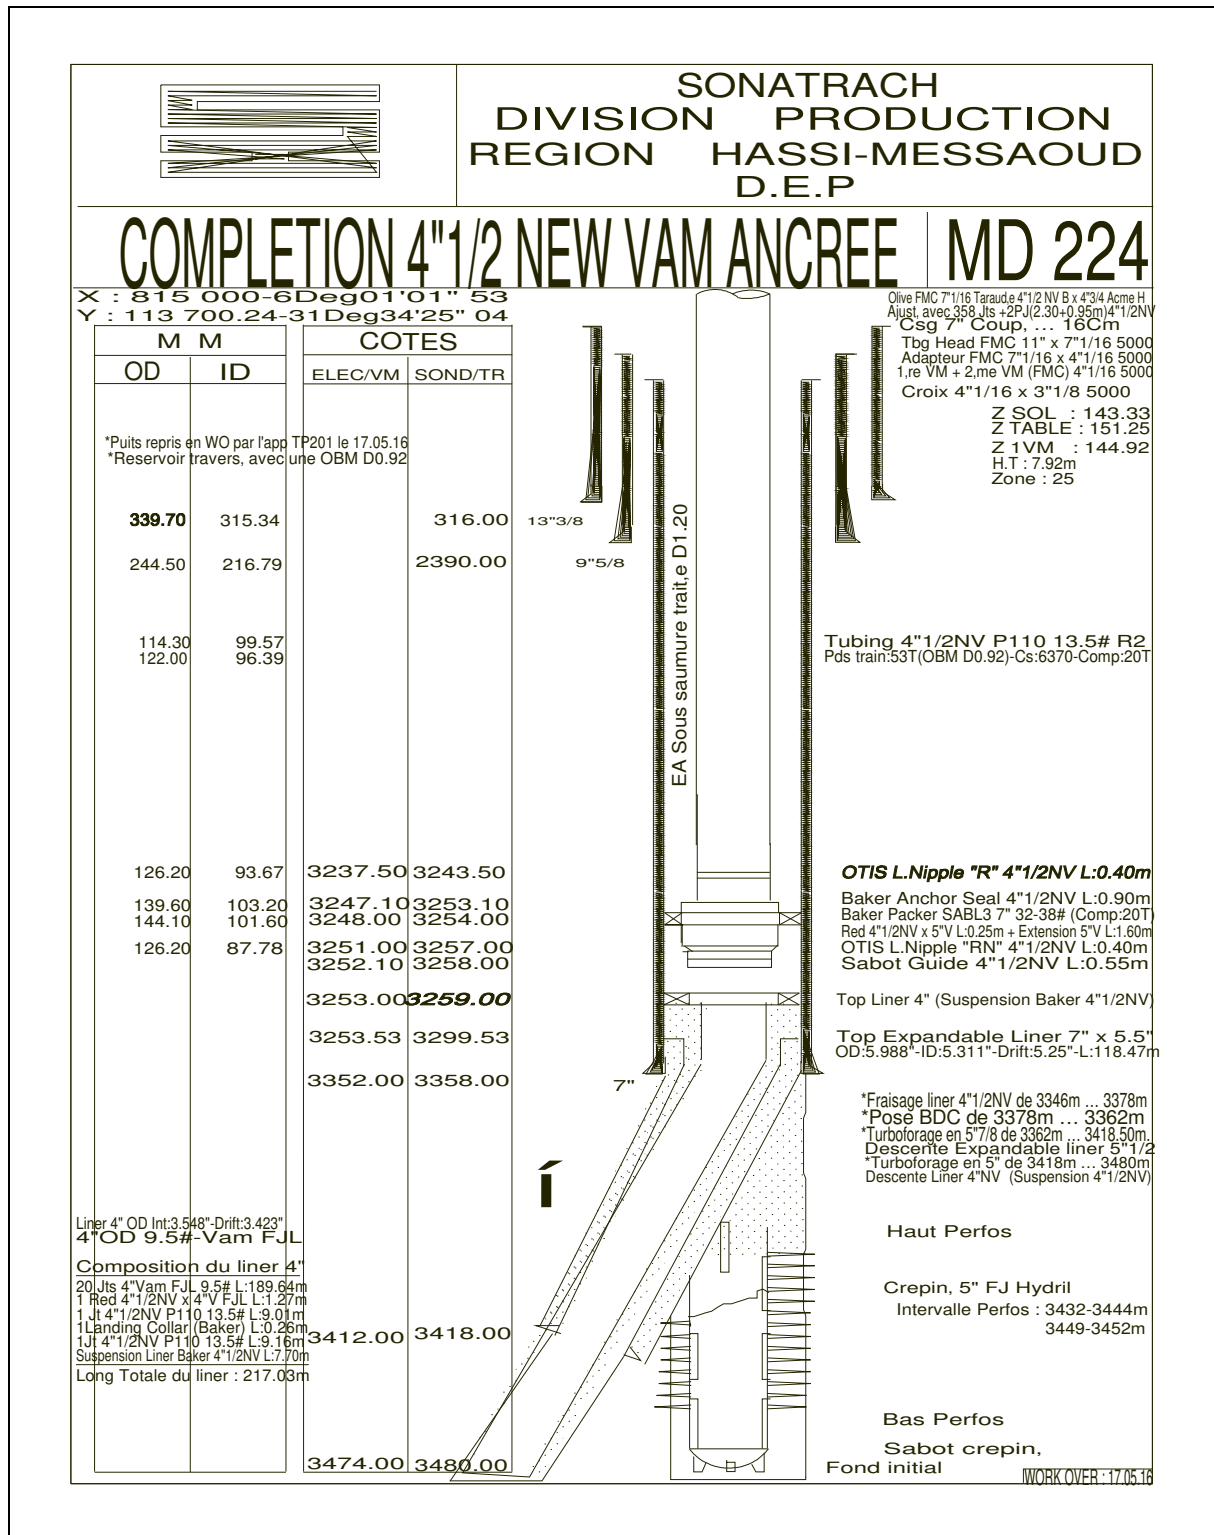 SONATRACH
DIVISION PRODUCTION
REGION HASSI-MESSAOUD
D.E.P
COMPLETION 4"1/2 NEW VAM ANCREE
MD 224
X : 815 000-6Deg01'01" 53
Y : 113 700.24-31Deg34'25" 04
Olive FMC 7"1/16 Taraud,e 4"1/2 NV B x 4"3/4 Acme H
Ajust, avec 358 Jts +2PJ(2.30+0.95m)4"1/2NV
Csg 7" Coup, ... 16Cm
Tbg Head FMC 11" x 7"1/16 5000
Adapteur FMC 7"1/16 x 4"1/16 5000
1,re VM + 2,me VM (FMC) 4"1/16 5000
Croix 4"1/16 x 3"1/8 5000
Z SOL : 143.33
Z TABLE : 151.25
Z 1VM : 144.92
H.T : 7.92m
Zone : 25
M M
COTES
OD
ID
ELEC/VM
SOND/TR
*Puits repris en WO par l'app TP201 le 17.05.16
*Reservoir travers, avec une OBM D0.92
339.70 315.34 316.00 13"3/8
244.50 216.79 2390.00 9"5/8
EA Sous saumure trait,e D1.20
114.30 99.57
122.00 96.39
Tubing 4"1/2NV P110 13.5# R2
Pds train:53T(OBM D0.92)-Cs:6370-Comp:20T
126.20 93.67 3237.50 3243.50 OTIS L.Nipple "R" 4"1/2NV L:0.40m
139.60 103.20 3247.10 3253.10 Baker Anchor Seal 4"1/2NV L:0.90m
144.10 101.60 3248.00 3254.00 Baker Packer SABL3 7" 32-38# (Comp:20T)
Red 4"1/2NV x 5"V L:0.25m + Extension 5"V L:1.60m
126.20 87.78 3251.00 3257.00 OTIS L.Nipple "RN" 4"1/2NV L:0.40m
3252.10 3258.00 Sabot Guide 4"1/2NV L:0.55m
3253.00 3259.00 Top Liner 4" (Suspension Baker 4"1/2NV)
3253.53 3299.53 Top Expandable Liner 7" x 5.5"
OD:5.988"-ID:5.311"-Drift:5.25"-L:118.47m
3352.00 3358.00 7"
*Fraisage liner 4"1/2NV de 3346m ... 3378m
*Posé BDC de 3378m ... 3362m
*Turboforage en 5"7/8 de 3362m ... 3418.50m.
Descente Expandable liner 5"1/2
*Turboforage en 5" de 3418m ... 3480m
Descente Liner 4"NV (Suspension 4"1/2NV)
Í
Liner 4" OD Int:3.548"-Drift:3.423"
4"OD 9.5#-Vam FJL
Composition du liner 4"
20 Jts 4"Vam FJL 9.5# L:189.64m
1 Red 4"1/2NV x 4"V FJL L:1.27m
1 Jt 4"1/2NV P110 13.5# L:9.01m
1Landing Collar (Baker) L:0.26m
1Jt 4"1/2NV P110 13.5# L:9.16m
Suspension Liner Baker 4"1/2NV L:7.70m
Long Totale du liner : 217.03m
Haut Perfos
Crepin, 5" FJ Hydril
Intervalle Perfos : 3432-3444m
3449-3452m
3412.00 3418.00
Bas Perfos
Sabot crepin,
3474.00 3480.00 Fond initial
WORK OVER : 17.05.16